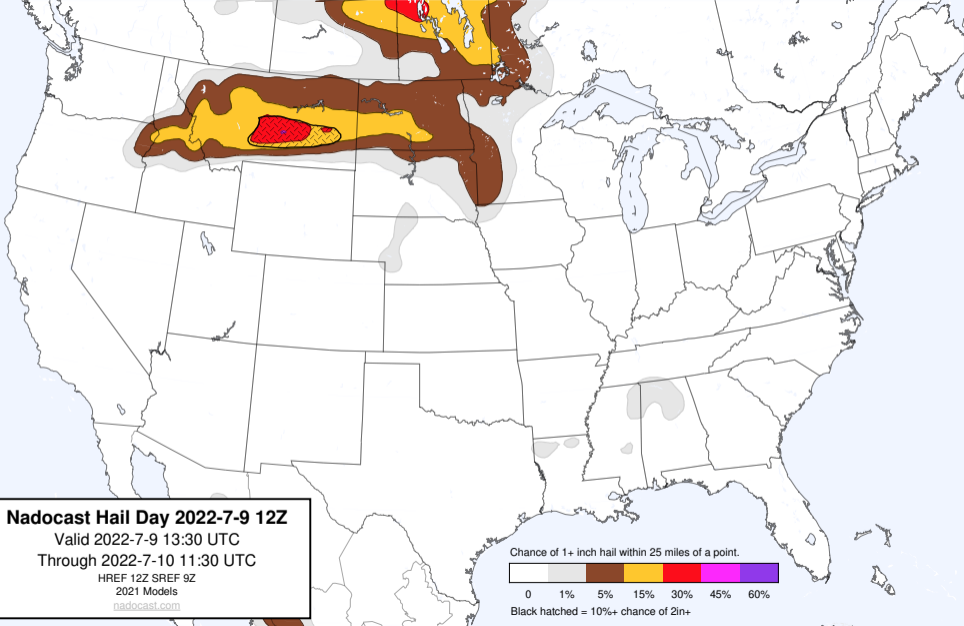 Nadocast Hail Day 2022-7-9 12Z
Valid 2022-7-9 13:30 UTC
Through 2022-7-10 11:30 UTC
HREF 12Z SREF 9Z
2021 Models
nadocast.com
Chance of 1+ inch hail within 25 miles of a point.
0 1% 5% 15% 30% 45% 60%
Black hatched = 10%+ chance of 2in+